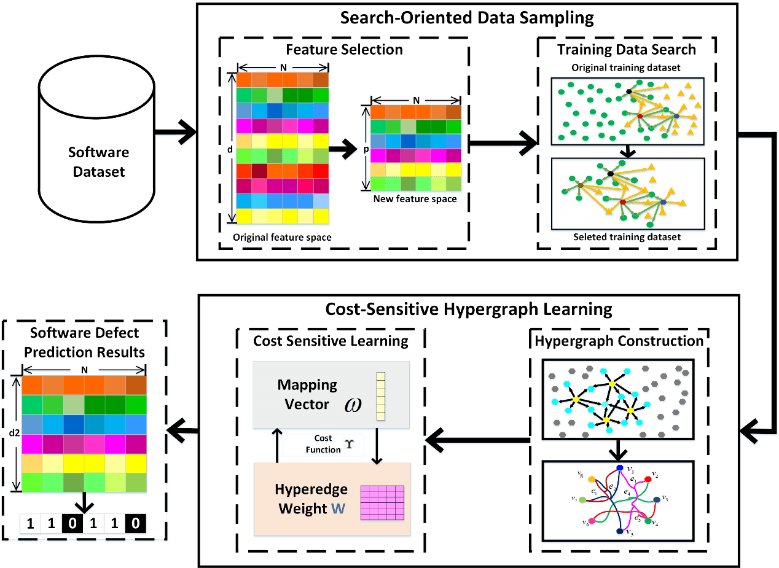 Search-Oriented Data Sampling
Software
Dataset
Feature Selection
N
d
Original feature space
N
p
New feature space
Training Data Search
Original training dataset
Seleted training dataset
Cost-Sensitive Hypergraph Learning
Hypergraph Construction
Cost Sensitive Learning
Mapping
Vector ω
Cost
Function ϒ
Hyperedge
Weight W
Software Defect
Prediction Results
N
d2
1 1 0 1 1 0